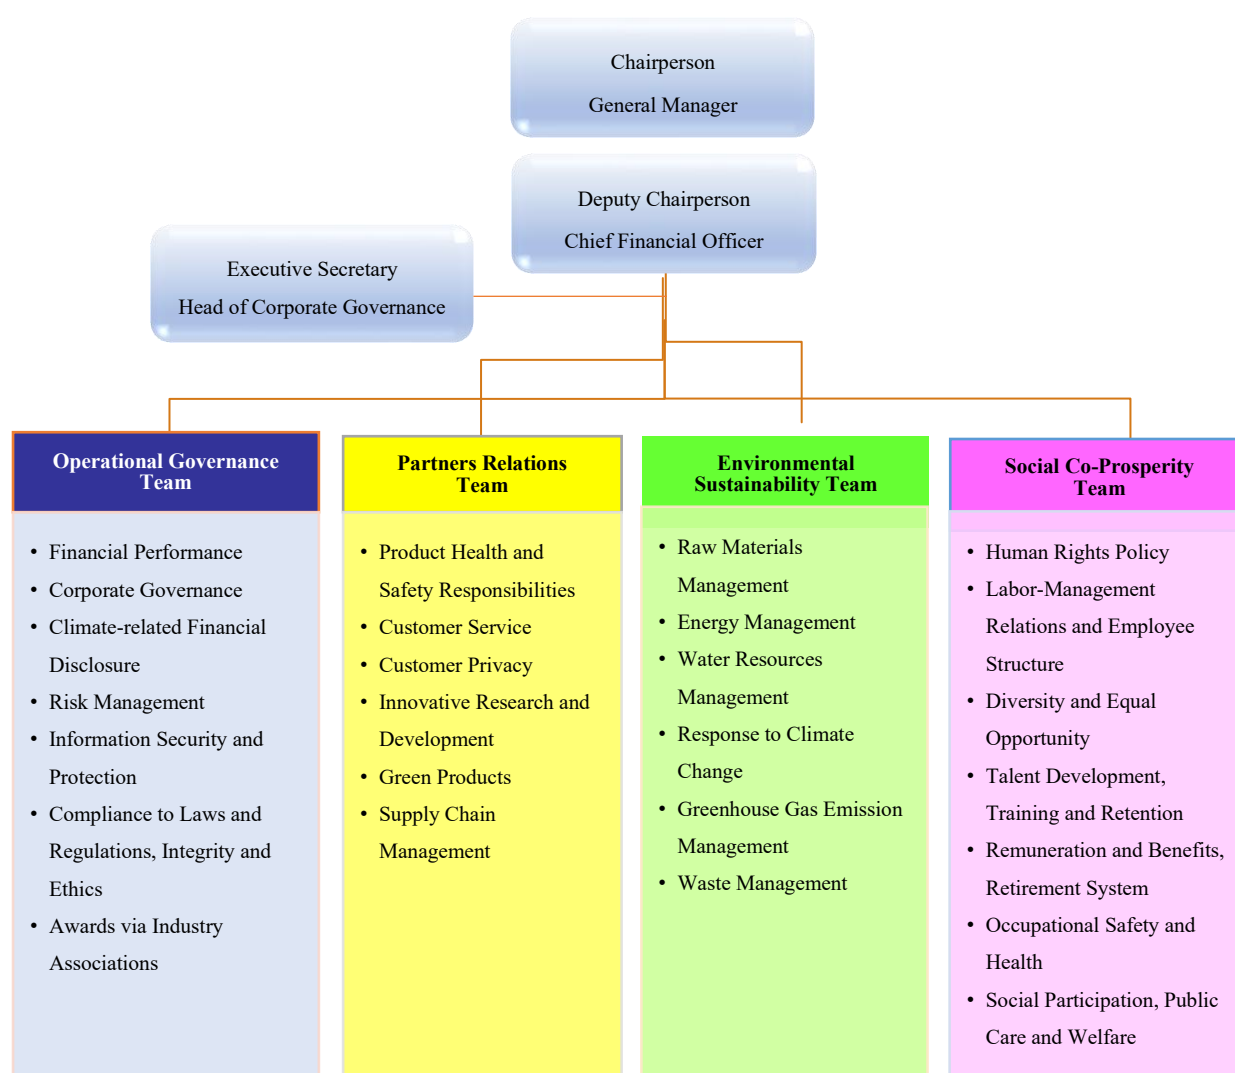 Chairperson
General Manager
Deputy Chairperson
Chief Financial Officer
Executive Secretary
Head of Corporate Governance
Operational Governance
Team
• Financial Performance
• Corporate Governance
• Climate-related Financial
Disclosure
• Risk Management
• Information Security and
Protection
• Compliance to Laws and
Regulations, Integrity and
Ethics
• Awards via Industry
Associations
Partners Relations
Team
• Product Health and
Safety Responsibilities
• Customer Service
• Customer Privacy
• Innovative Research and
Development
• Green Products
• Supply Chain
Management
Environmental
Sustainability Team
• Raw Materials
Management
• Energy Management
• Water Resources
Management
• Response to Climate
Change
• Greenhouse Gas Emission
Management
• Waste Management
Social Co-Prosperity
Team
• Human Rights Policy
• Labor-Management
Relations and Employee
Structure
• Diversity and Equal
Opportunity
• Talent Development,
Training and Retention
• Remuneration and Benefits,
Retirement System
• Occupational Safety and
Health
• Social Participation, Public
Care and Welfare